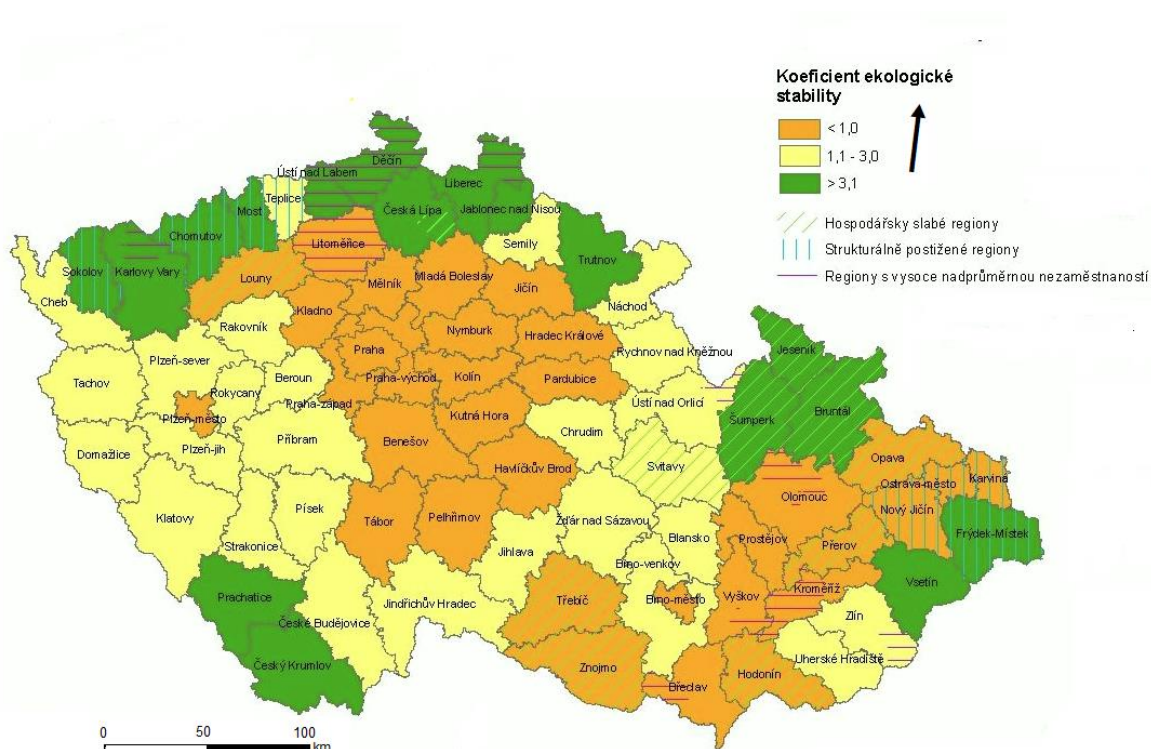 Koeficient ekologické
stability
< 1,0
1,1 - 3,0
> 3,1
Hospodářsky slabé regiony
Strukturálně postižené regiony
Regiony s vysoce nadprůměrnou nezaměstnaností
Děčín
Ústí nad Labem
Liberec
Teplice
Most
Česká Lípa
Jablonec nad Nisou
Chomutov
Litoměřice
Semily
Trutnov
Sokolov
Karlovy Vary
Louny
Mělník
Mladá Boleslav
Jičín
Cheb
Kladno
Náchod
Rakovník
Nymburk
Hradec Králové
Praha
Rychnov nad Kněžnou
Jeseník
Plzeň-sever
Tachov
Rokycany
Beroun
Praha-východ
Kolín
Pardubice
Praha-západ
Ústí nad Orlicí
Šumperk
Bruntál
Plzeň-město
Kutná Hora
Chrudim
Příbram
Benešov
Domažlice
Plzeň-jih
Opava
Havlíčkův Brod
Svitavy
Ostrava-město
Karviná
Olomouc
Klatovy
Písek
Tábor
Pelhřimov
Žďár nad Sázavou
Nový Jičín
Frýdek-Místek
Strakonice
Jihlava
Blansko
Prostějov
Přerov
Brno-venkov
Vsetín
Prachatice
Třebíč
Brno-město
Vyškov
Kroměříž
Jindřichův Hradec
České Budějovice
Zlín
Český Krumlov
Znojmo
Uherské Hradiště
Břeclav
Hodonín
0 50 100
km